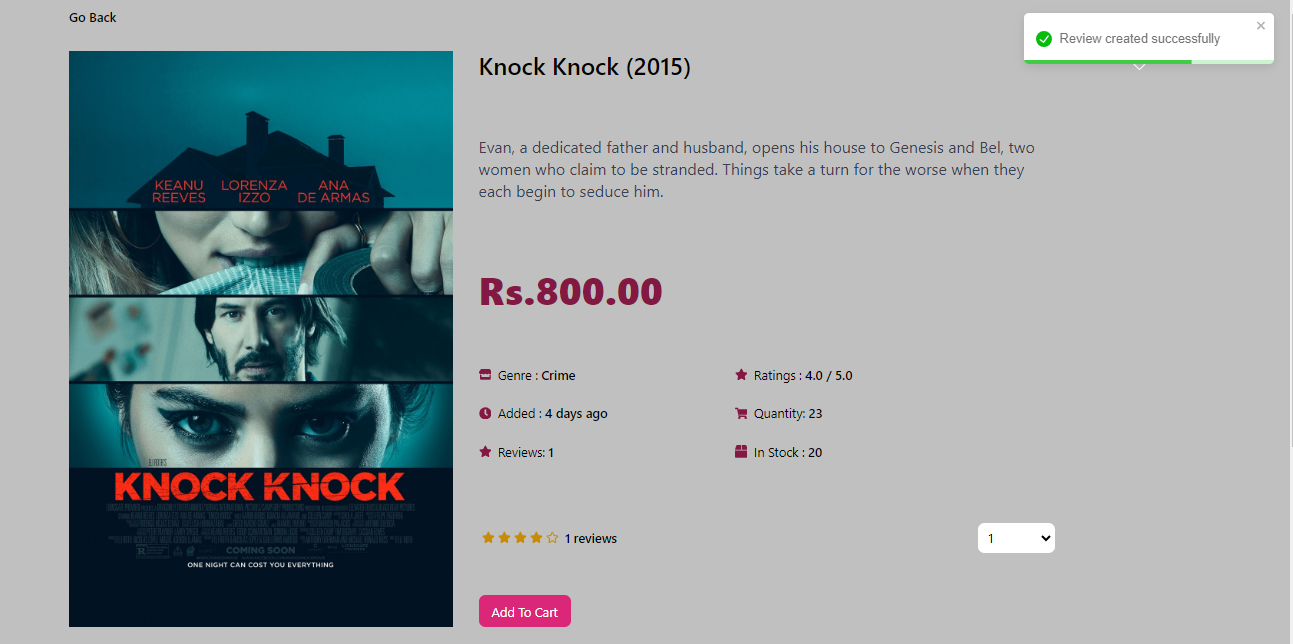 Go Back
Review created successfully
Knock Knock (2015)
Evan, a dedicated father and husband, opens his house to Genesis and Bel, two
women who claim to be stranded. Things take a turn for the worse when they
each begin to seduce him.
Rs.800.00
Genre : Crime
Ratings : 4.0 / 5.0
Added : 4 days ago
Quantity: 23
Reviews: 1
In Stock : 20
1 reviews
1
Add To Cart
KEANU LORENZA ANA
REEVES IZZO DE ARMAS
KNOCK KNOCK
COMING SOON
ONE NIGHT CAN COST YOU EVERYTHING